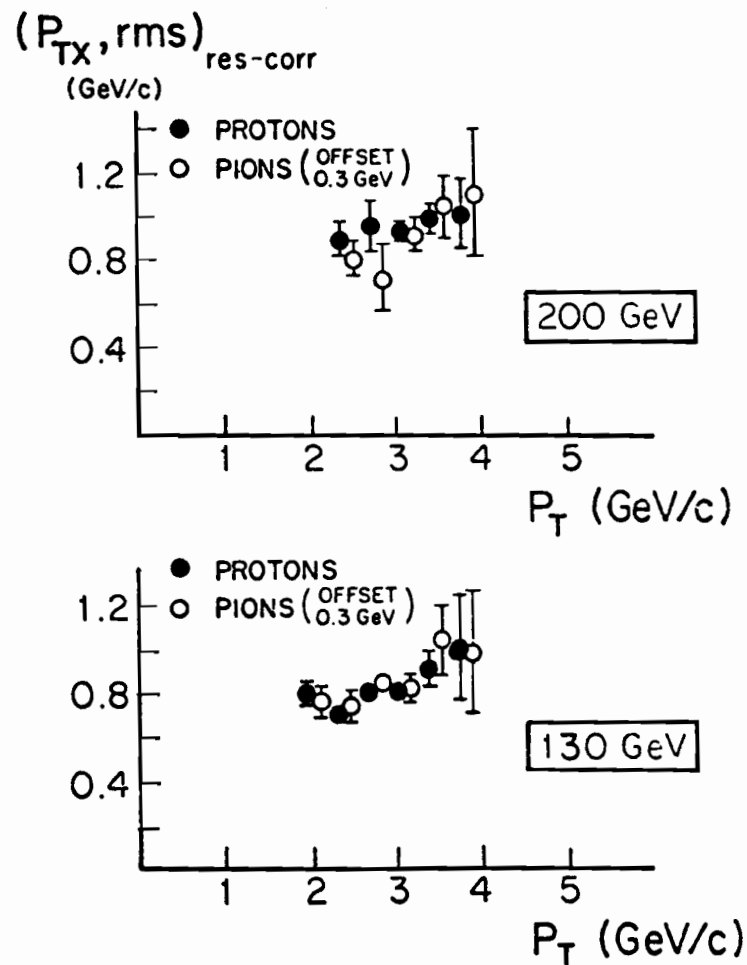 (P_TX, rms)_res-corr
(GeV/c)
● PROTONS
○ PIONS (OFFSET 0.3 GeV)
1.2
0.8
0.4
200 GeV
1 2 3 4 5
P_T (GeV/c)
● PROTONS
○ PIONS (OFFSET 0.3 GeV)
1.2
0.8
0.4
130 GeV
1 2 3 4 5
P_T (GeV/c)